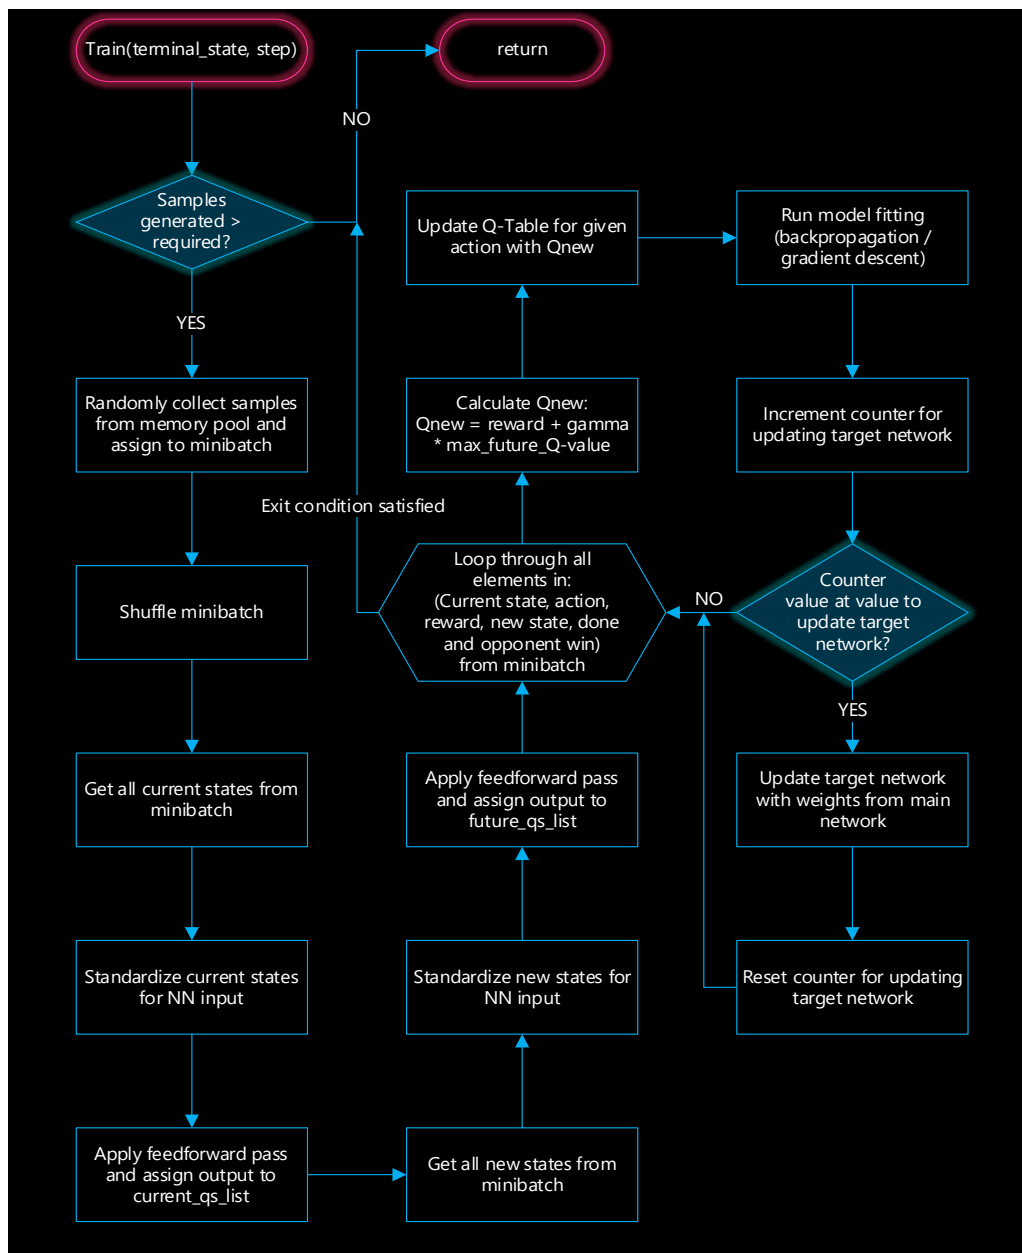 Train(terminal_state, step)
return
NO
Samples
generated >
required?
YES
Randomly collect samples
from memory pool and
assign to minibatch
Shuffle minibatch
Get all current states from
minibatch
Standardize current states
for NN input
Apply feedforward pass
and assign output to
current_qs_list
Get all new states from
minibatch
Standardize new states for
NN input
Apply feedforward pass
and assign output to
future_qs_list
Loop through all
elements in:
(Current state, action,
reward, new state, done
and opponent win)
from minibatch
Exit condition satisfied
Calculate Qnew:
Qnew = reward + gamma
* max_future_Q-value
Update Q-Table for given
action with Qnew
Run model fitting
(backpropagation /
gradient descent)
Increment counter for
updating target network
Counter
value at value to
update target
network?
NO
YES
Update target network
with weights from main
network
Reset counter for updating
target network